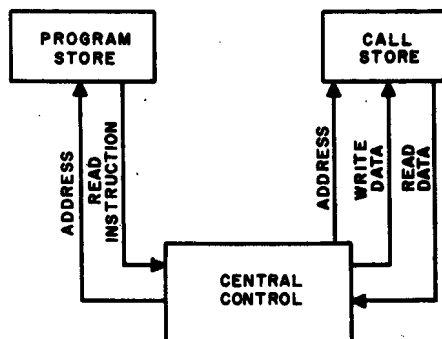 PROGRAM
STORE
CALL
STORE
ADDRESS
READ
INSTRUCTION
ADDRESS
WRITE
DATA
READ
DATA
CENTRAL
CONTROL